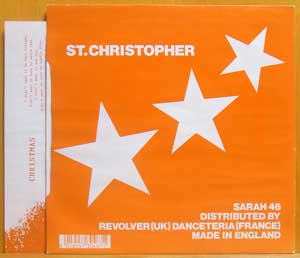 ST.CHRISTOPHER
SARAH 46
DISTRIBUTED BY
REVOLVER (UK) DANCETERIA (FRANCE)
MADE IN ENGLAND
CHRISTMAS